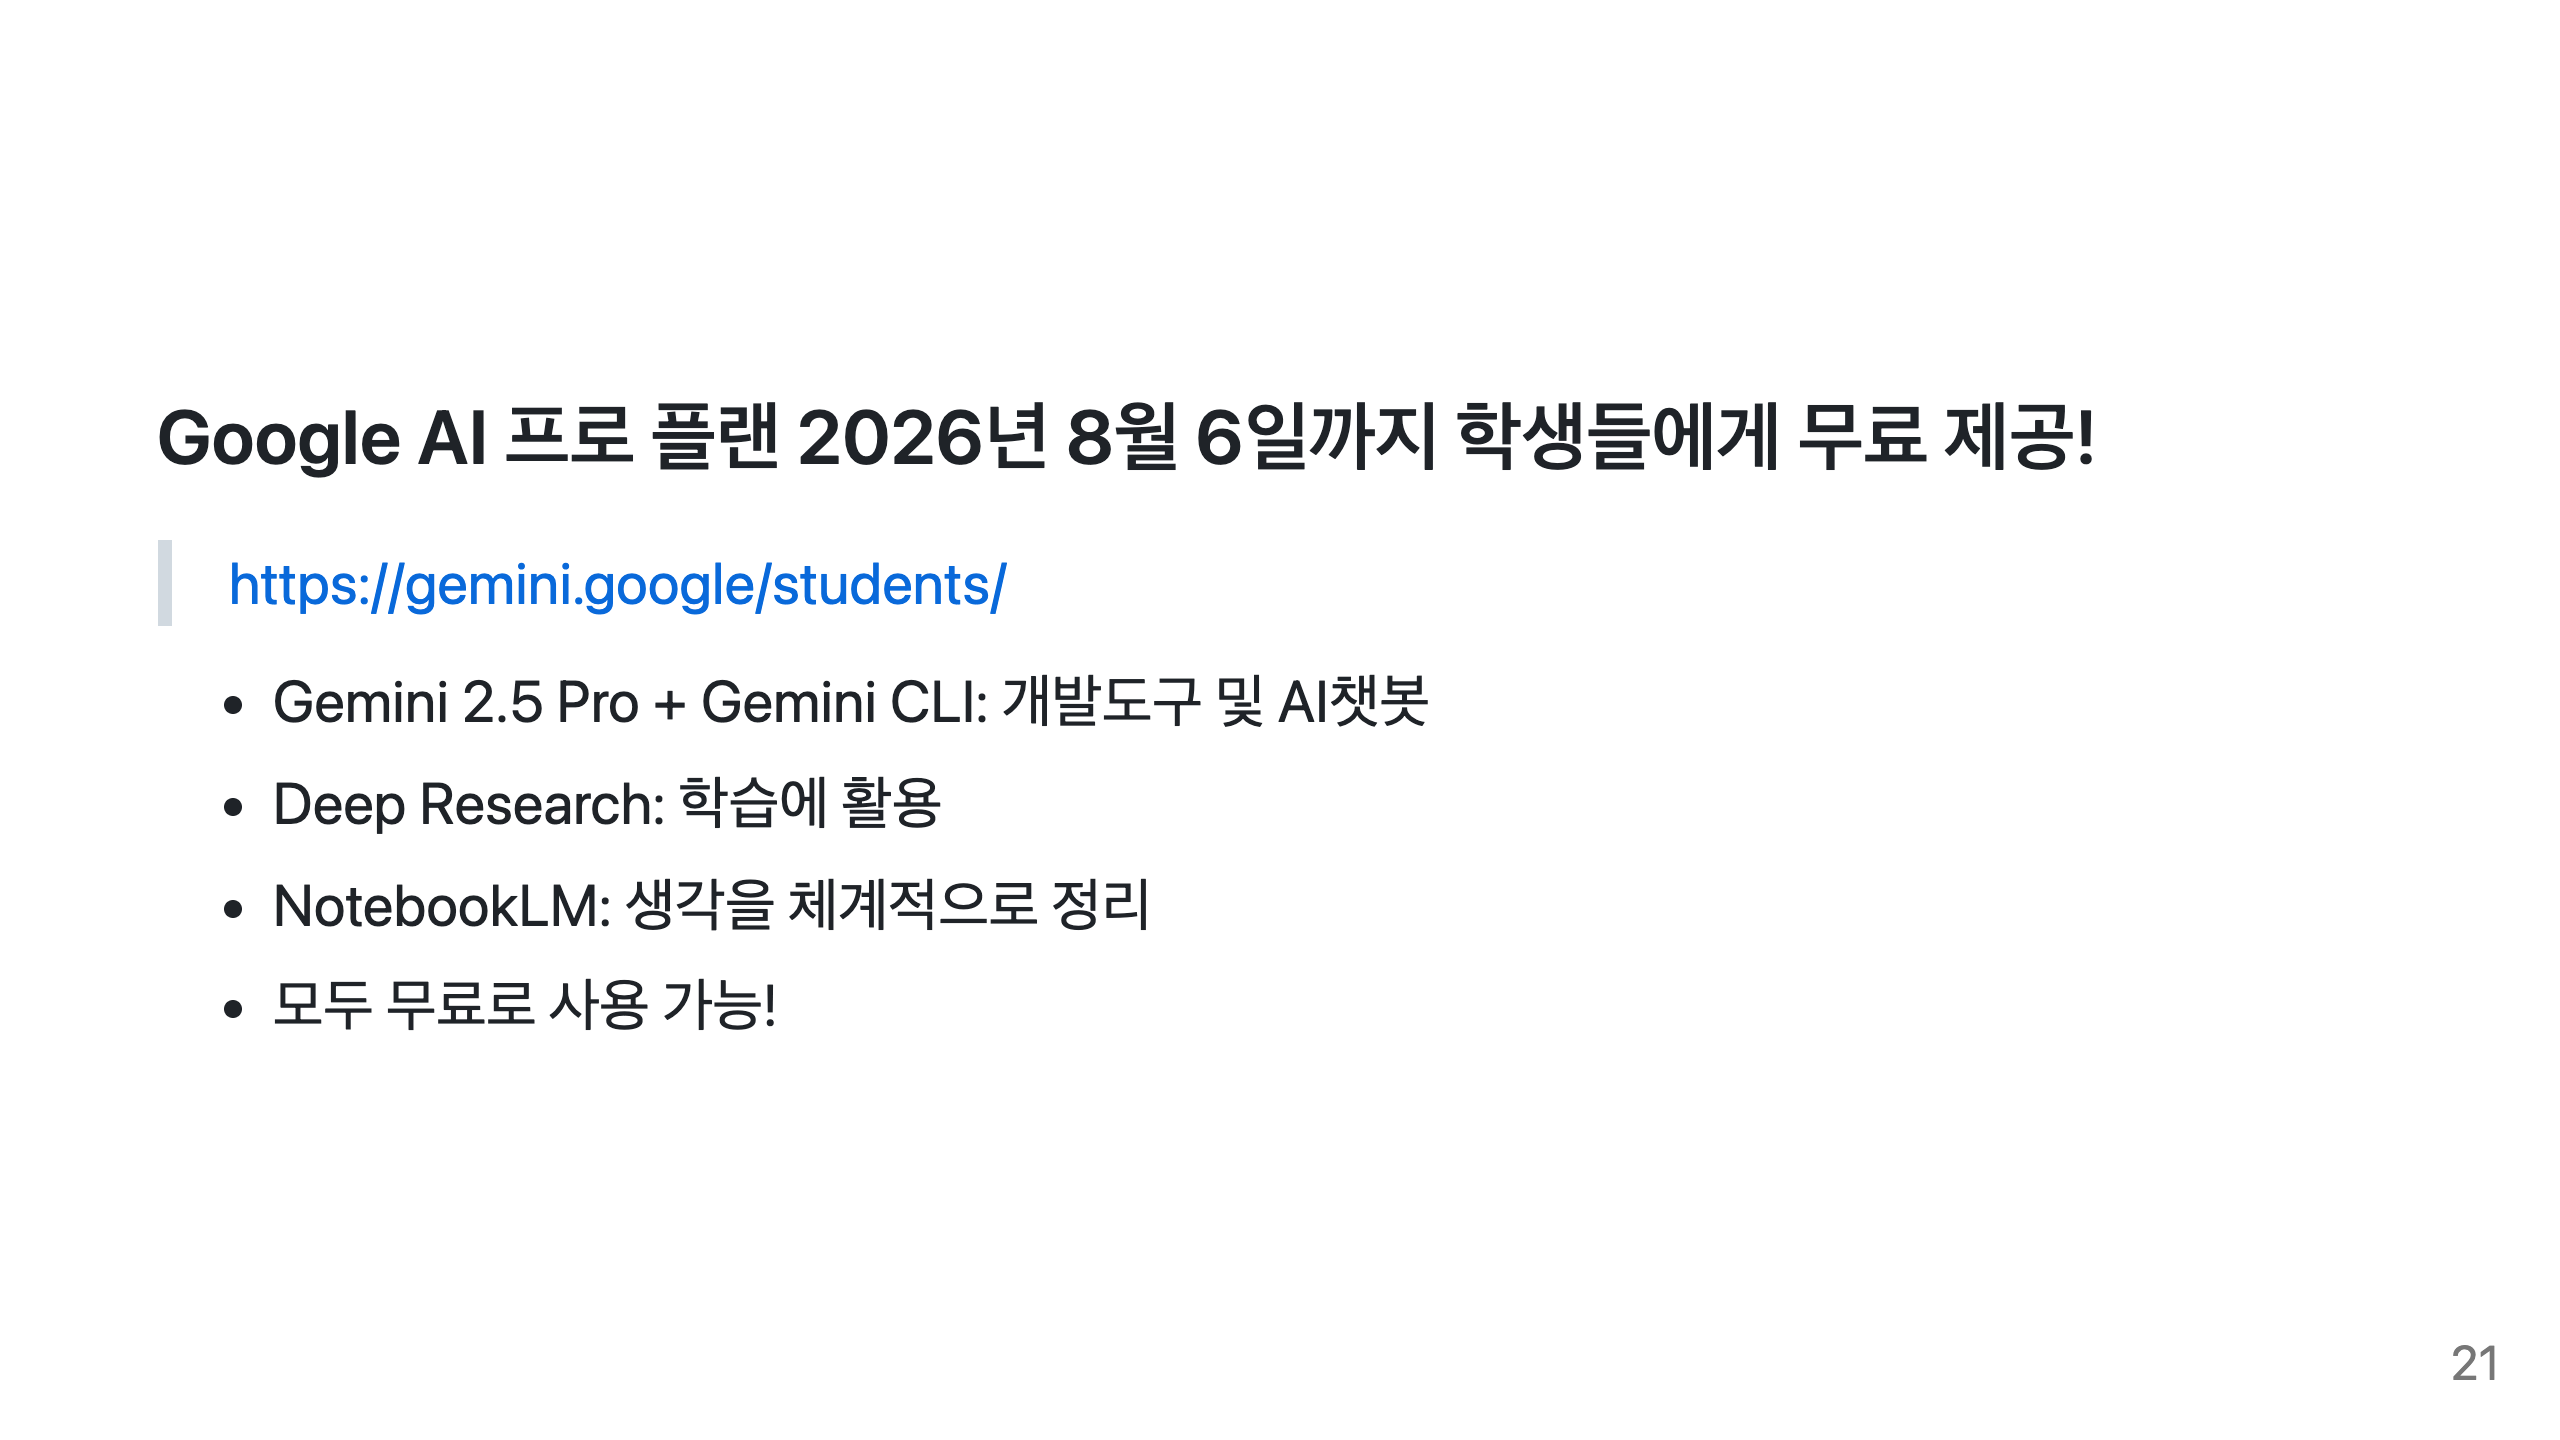 Google AI 프로 플랜 2026년 8월 6일까지 학생들에게 무료 제공!
https://gemini.google/students/
• Gemini 2.5 Pro + Gemini CLI: 개발도구 및 AI챗봇
• Deep Research: 학습에 활용
• NotebookLM: 생각을 체계적으로 정리
• 모두 무료로 사용 가능!
21